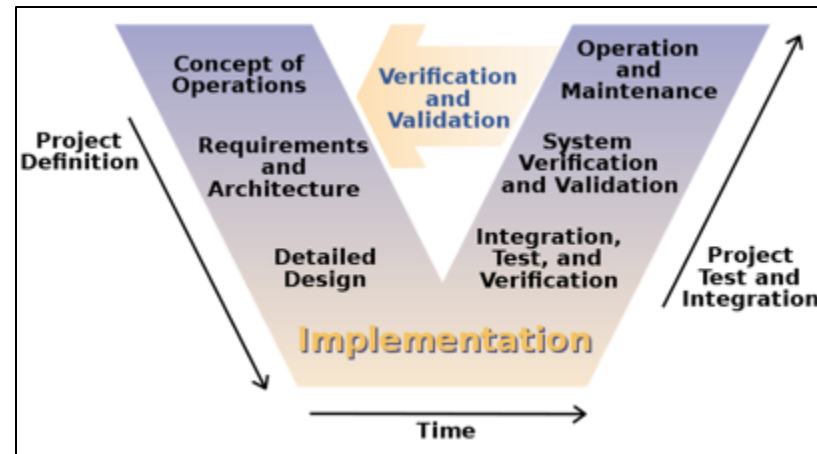 Concept of
Operations
Verification
and
Validation
Operation
and
Maintenance
Project
Definition
Requirements
and
Architecture
System
Verification
and Validation
Detailed
Design
Integration,
Test, and
Verification
Project
Test and
Integration
Implementation
Time